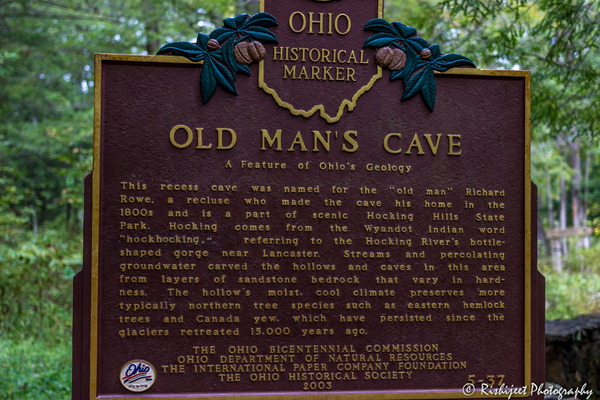 OHIO
HISTORICAL
MARKER
OLD MAN'S CAVE
A Feature of Ohio's Geology
This recess cave was named for the "old man" Richard
Rowe, a recluse who made the cave his home in the
1800s and is a part of scenic Hocking Hills State
Park. Hocking comes from the Wyandot Indian word
"hockhocking," referring to the Hocking River's bottle-
shaped gorge near Lancaster. Streams and percolating
groundwater carved the hollows and caves in this area
from layers of sandstone bedrock that vary in hard-
ness. The hollow's moist, cool climate preserves more
typically northern tree species such as eastern hemlock
trees and Canada yew, which have persisted since the
glaciers retreated 15,000 years ago.
THE OHIO BICENTENNIAL COMMISSION
OHIO DEPARTMENT OF NATURAL RESOURCES
THE INTERNATIONAL PAPER COMPANY FOUNDATION
THE OHIO HISTORICAL SOCIETY
2003
5-37
Ohio
© Rishijeet Photography